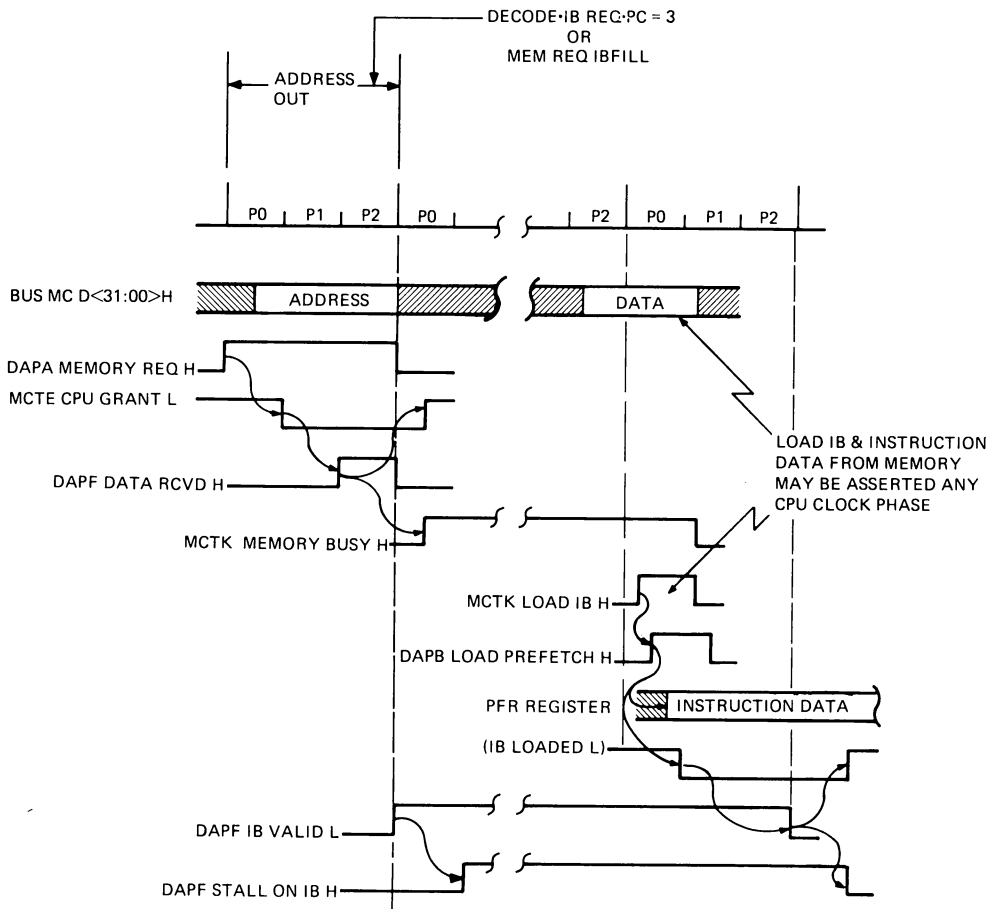 DECODE•IB REQ•PC = 3
OR
MEM REQ IBFILL
ADDRESS
OUT
P0 P1 P2 P0 P2 P0 P1 P2
BUS MC D<31:00>H ADDRESS DATA
DAPA MEMORY REQ H
MCTE CPU GRANT L
LOAD IB & INSTRUCTION
DATA FROM MEMORY
MAY BE ASSERTED ANY
CPU CLOCK PHASE
DAPF DATA RCVD H
MCTK MEMORY BUSY H
MCTK LOAD IB H
DAPB LOAD PREFETCH H
PFR REGISTER INSTRUCTION DATA
(IB LOADED L)
DAPF IB VALID L
DAPF STALL ON IB H